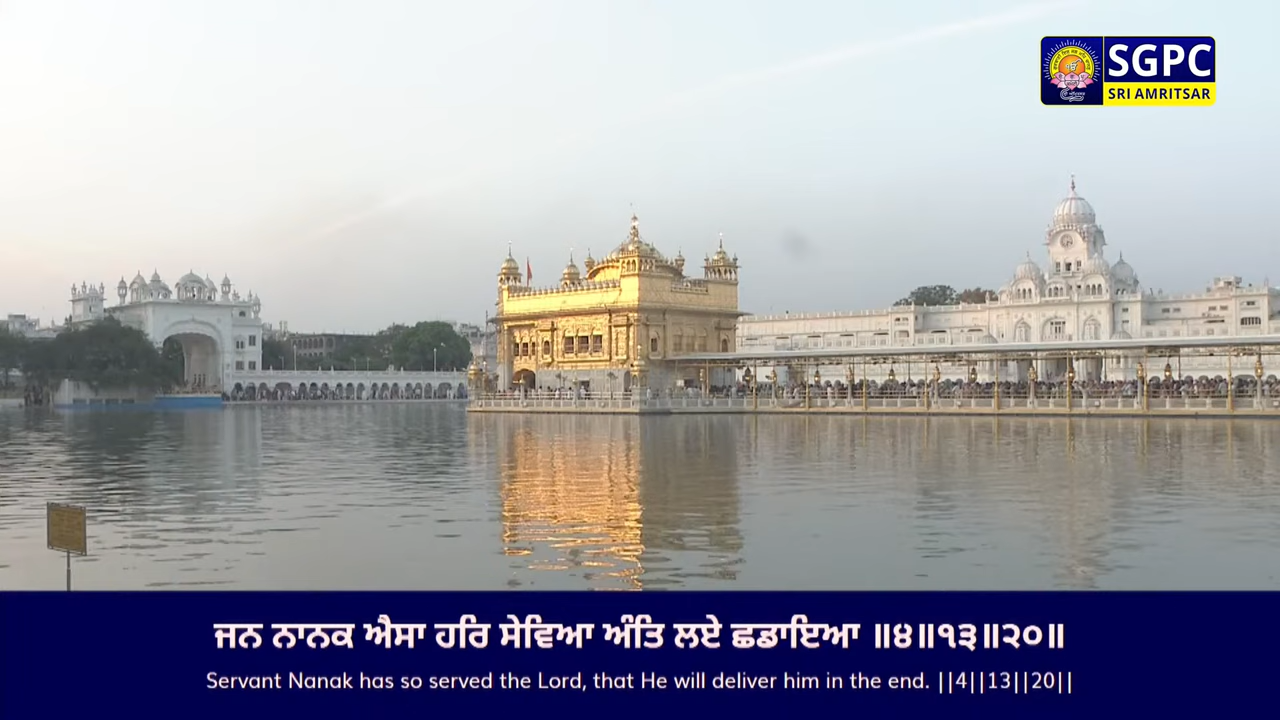 SGPC
SRI AMRITSAR
ਜਨ ਨਾਨਕ ਐਸਾ ਹਰਿ ਸੇਵਿਆ ਅੰਤਿ ਲਏ ਛਡਾਇਆ ॥੪॥੧੩॥੨੦॥
Servant Nanak has so served the Lord, that He will deliver him in the end. ||4||13||20||